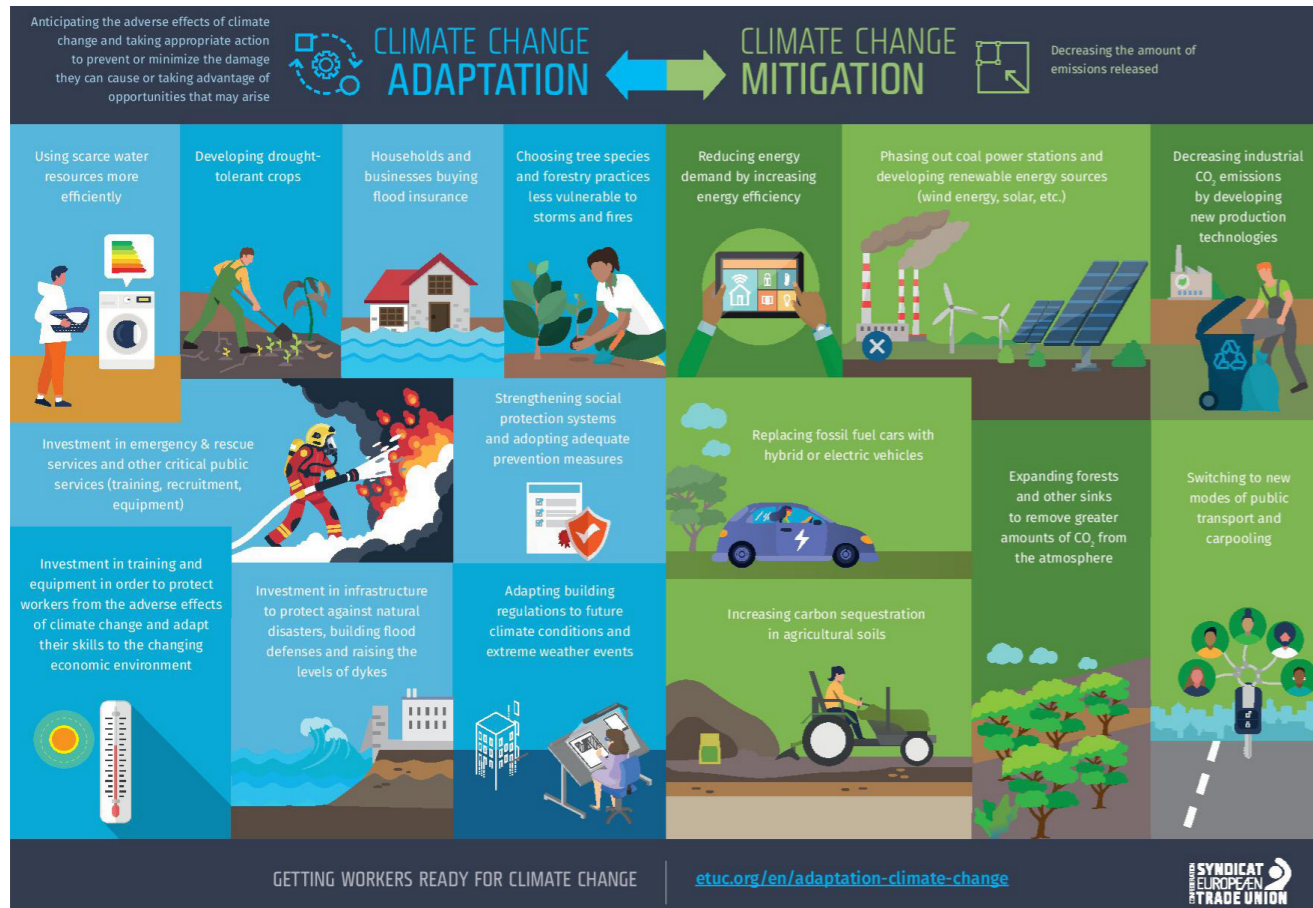 Anticipating the adverse effects of climate
change and taking appropriate action
to prevent or minimize the damage
they can cause or taking advantage of
opportunities that may arise
CLIMATE CHANGE
ADAPTATION
CLIMATE CHANGE
MITIGATION
Decreasing the amount of
emissions released
Using scarce water
resources more
efficiently
Developing drought-
tolerant crops
Households and
businesses buying
flood insurance
Choosing tree species
and forestry practices
less vulnerable to
storms and fires
Reducing energy
demand by increasing
energy efficiency
Phasing out coal power stations and
developing renewable energy sources
(wind energy, solar, etc.)
Decreasing industrial
CO₂ emissions
by developing
new production
technologies
Investment in emergency & rescue
services and other critical public
services (training, recruitment,
equipment)
Strengthening social
protection systems
and adopting adequate
prevention measures
Replacing fossil fuel cars with
hybrid or electric vehicles
Expanding forests
and other sinks
to remove greater
amounts of CO₂ from
the atmosphere
Switching to new
modes of public
transport and
carpooling
Investment in training and
equipment in order to protect
workers from the adverse effects
of climate change and adapt
their skills to the changing
economic environment
Investment in infrastructure
to protect against natural
disasters, building flood
defenses and raising the
levels of dykes
Adapting building
regulations to future
climate conditions and
extreme weather events
Increasing carbon sequestration
in agricultural soils
GETTING WORKERS READY FOR CLIMATE CHANGE
etuc.org/en/adaptation-climate-change
SYNDICAT
EUROPEÆN
TRADE UNION